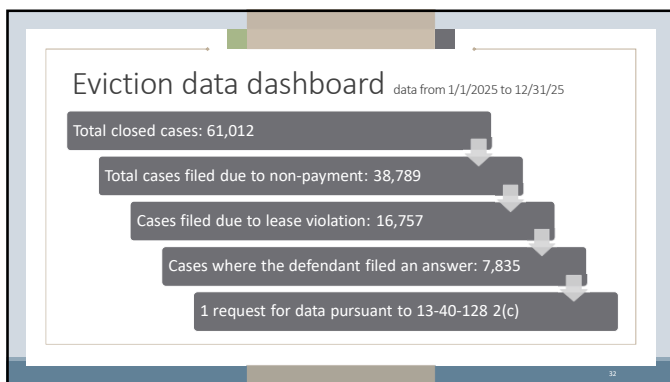 Eviction data dashboard data from 1/1/2025 to 12/31/25
Total closed cases: 61,012
Total cases filed due to non-payment: 38,789
Cases filed due to lease violation: 16,757
Cases where the defendant filed an answer: 7,835
1 request for data pursuant to 13-40-128 2(c)
32